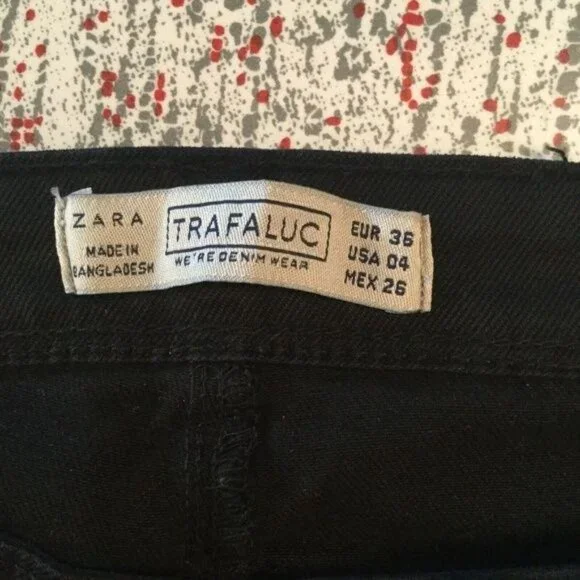 ZARA
MADE IN
BANGLADESH
TRAFALUC
WE'RE DENIM WEAR
EUR 36
USA 04
MEX 26